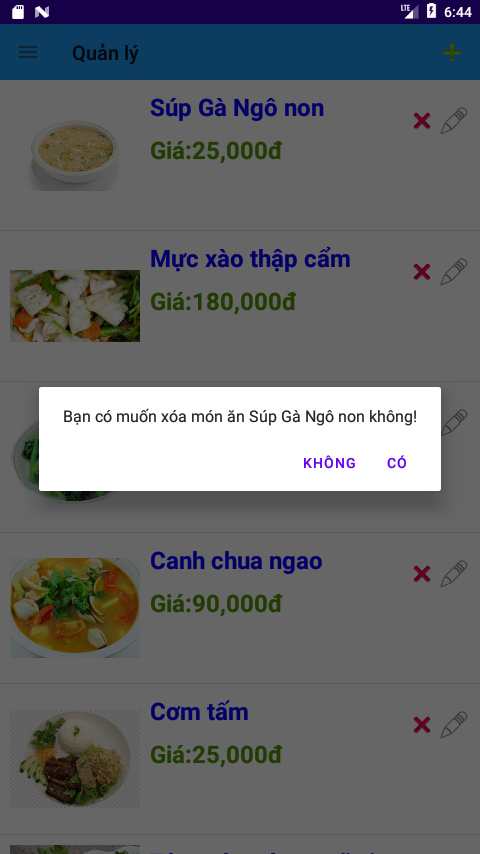 LTE 6:44
Quản lý
Súp Gà Ngô non
Giá:25,000đ
Mực xào thập cẩm
Giá:180,000đ
Bạn có muốn xóa món ăn Súp Gà Ngô non không!
KHÔNG CÓ
Canh chua ngao
Giá:90,000đ
Cơm tấm
Giá:25,000đ